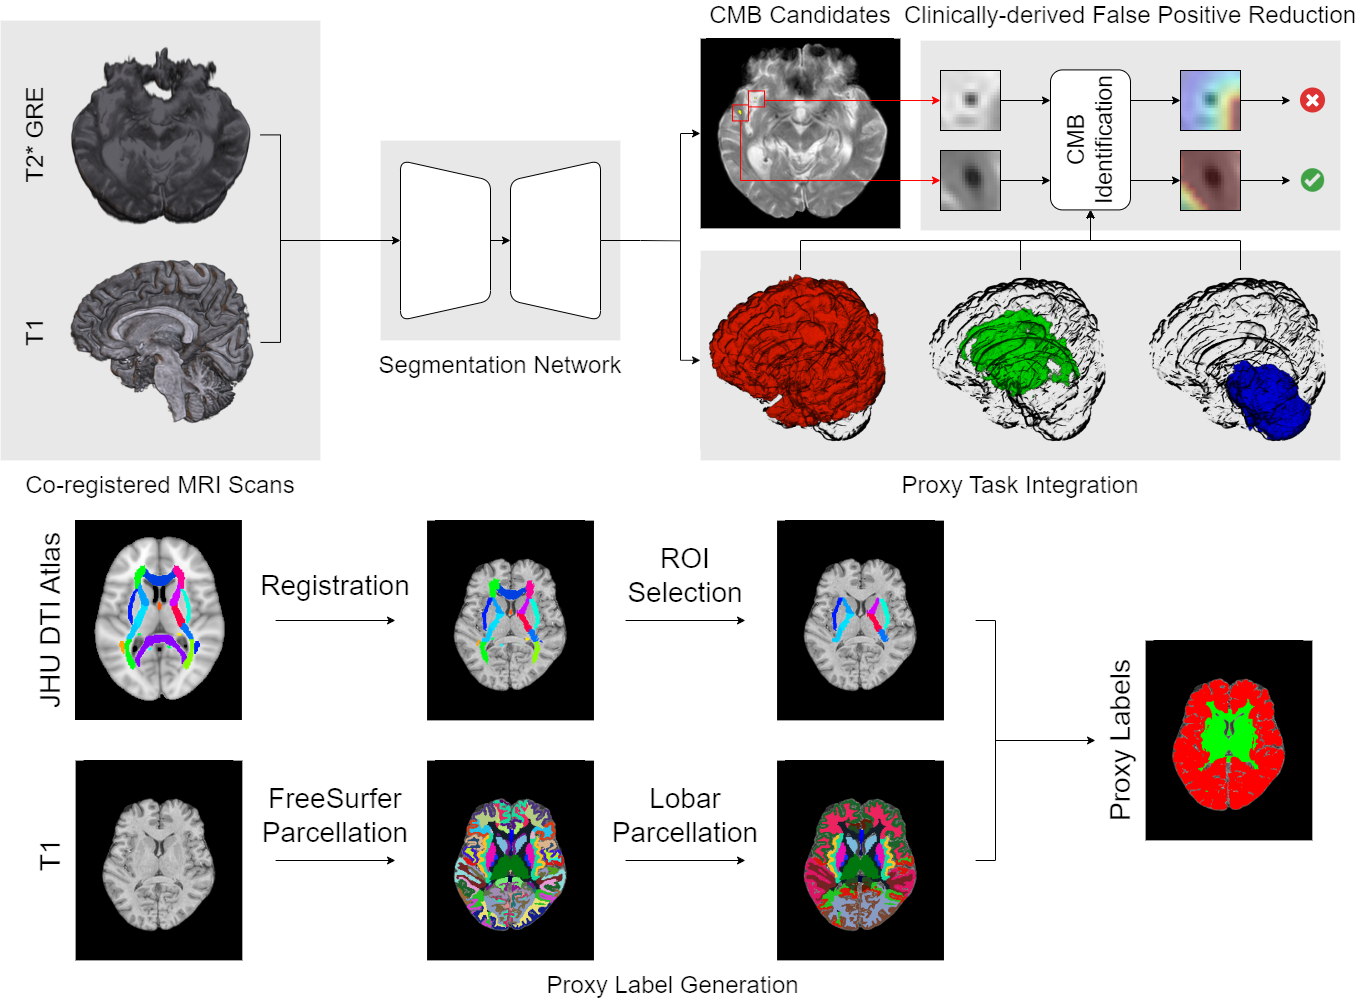 CMB Candidates
Clinically-derived False Positive Reduction
T2* GRE
T1
CMB
Identification
Segmentation Network
Co-registered MRI Scans
Proxy Task Integration
JHU DTI Atlas
Registration
ROI
Selection
T1
FreeSurfer
Parcellation
Lobar
Parcellation
Proxy Labels
Proxy Label Generation